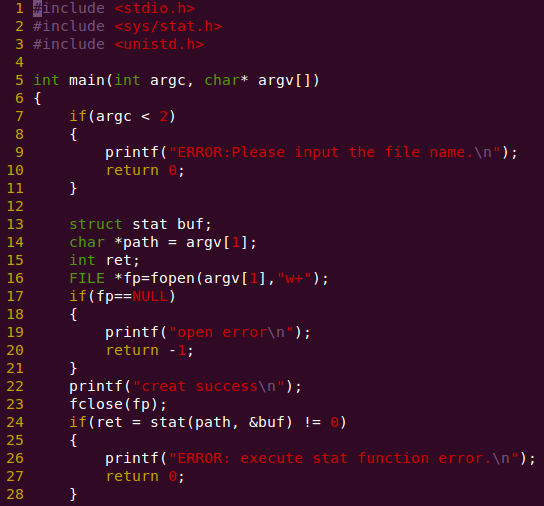 1 #include <stdio.h>
2 #include <sys/stat.h>
3 #include <unistd.h>
4
5 int main(int argc, char* argv[])
6 {
7     if(argc < 2)
8     {
9         printf("ERROR:Please input the file name.\n");
10         return 0;
11     }
12
13     struct stat buf;
14     char *path = argv[1];
15     int ret;
16     FILE *fp=fopen(argv[1],"w+");
17     if(fp==NULL)
18     {
19         printf("open error\n");
20         return -1;
21     }
22     printf("creat success\n");
23     fclose(fp);
24     if(ret = stat(path, &buf) != 0)
25     {
26         printf("ERROR: execute stat function error.\n");
27         return 0;
28     }